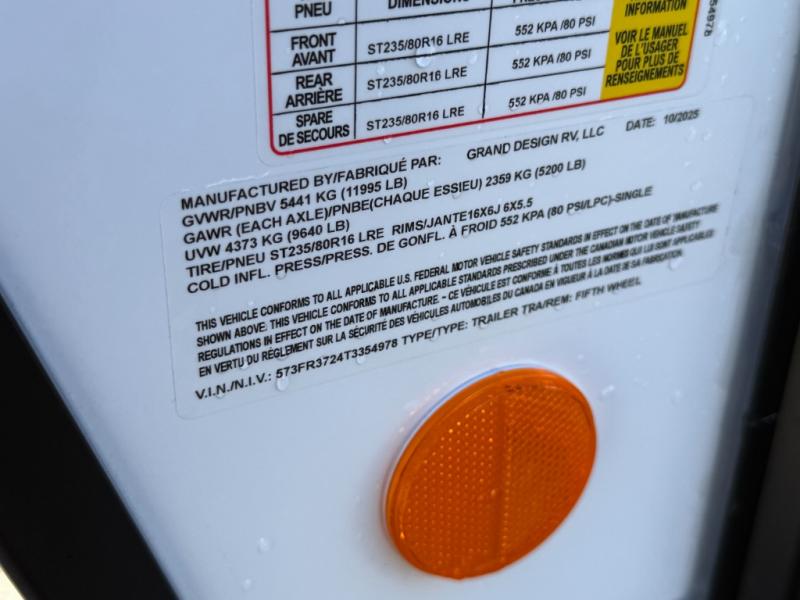 PNEU
DIMENSIONS
INFORMATION
54978
FRONT
AVANT
ST235/80R16 LRE
552 KPA /80 PSI
REAR
ARRIÈRE
ST235/80R16 LRE
552 KPA /80 PSI
SPARE
DE SECOURS
ST235/80R16 LRE
552 KPA /80 PSI
VOIR LE MANUEL
DE L'USAGER
POUR PLUS DE
RENSEIGNEMENTS
MANUFACTURED BY/FABRIQUÉ PAR: GRAND DESIGN RV, LLC DATE: 10/2025
GVWR/PNBV 5441 KG (11995 LB)
GAWR (EACH AXLE)/PNBE(CHAQUE ESSIEU) 2359 KG (5200 LB)
UVW 4373 KG (9640 LB)
TIRE/PNEU ST235/80R16 LRE RIMS/JANTE16X6J 6X5.5
COLD INFL. PRESS/PRESS. DE GONFL. À FROID 552 KPA (80 PSI/LPC)-SINGLE
THIS VEHICLE CONFORMS TO ALL APPLICABLE U.S. FEDERAL MOTOR VEHICLE SAFETY STANDARDS IN EFFECT ON THE DATE OF MANUFACTURE
SHOWN ABOVE. THIS VEHICLE CONFORMS TO ALL APPLICABLE STANDARDS PRESCRIBED UNDER THE CANADIAN MOTOR VEHICLE SAFETY
REGULATIONS IN EFFECT ON THE DATE OF MANUFACTURE. - CE VÉHICULE EST CONFORME À TOUTES LES NORMES QUI LUI SONT APPLICABLES
EN VERTU DU RÈGLEMENT SUR LA SÉCURITÉ DES VÉHICULES AUTOMOBILES DU CANADA EN VIGUEUR À LA DATE DE SA FABRICATION.
V.I.N./N.I.V.: 573FR3724T3354978 TYPE/TYPE: TRAILER TRA/REM: FIFTH WHEEL